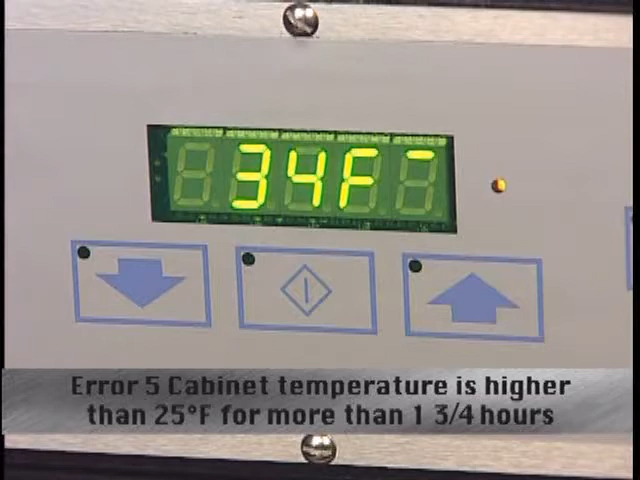 34F¯
Error 5 Cabinet temperature is higher
than 25°F for more than 1 3/4 hours